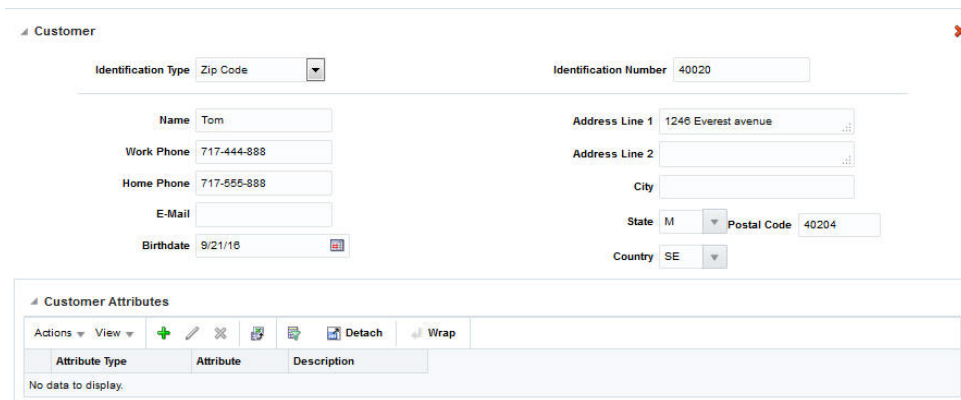 Customer
Identification Type Zip Code
Identification Number 40020
Name Tom
Address Line 1 1246 Everest avenue
Work Phone 717-444-888
Address Line 2
Home Phone 717-555-888
City
E-Mail
State M Postal Code 40204
Birthdate 9/21/16
Country SE
Customer Attributes
Actions View Detach Wrap
Attribute Type Attribute Description
No data to display.